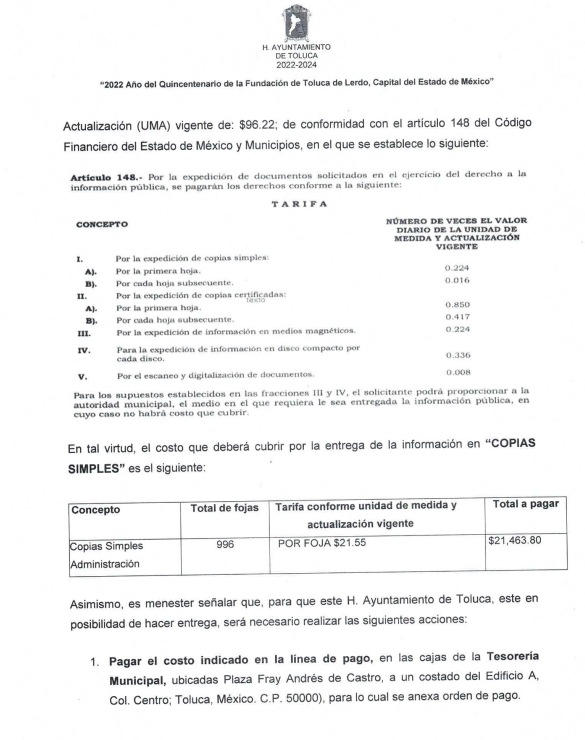 H. AYUNTAMIENTO
DE TOLUCA
2022-2024
"2022 Año del Quincentenario de la Fundación de Toluca de Lerdo, Capital del Estado de México"
Actualización (UMA) vigente de: $96.22; de conformidad con el artículo 148 del Código
Financiero del Estado de México y Municipios, en el que se establece lo siguiente:
Artículo 148.- Por la expedición de documentos solicitados en el ejercicio del derecho a la
información pública, se pagarán los derechos conforme a la siguiente:
TARIFA
CONCEPTO
NÚMERO DE VECES EL VALOR
DIARIO DE LA UNIDAD DE
MEDIDA Y ACTUALIZACIÓN
VIGENTE
I. Por la expedición de copias simples:
A). Por la primera hoja. 0.224
B). Por cada hoja subsecuente. 0.016
II. Por la expedición de copias certificadas:
A). Por la primera hoja. 0.850
B). Por cada hoja subsecuente. 0.417
III. Por la expedición de información en medios magnéticos. 0.224
IV. Para la expedición de información en disco compacto por
cada disco. 0.336
V. Por el escaneo y digitalización de documentos. 0.008
Para los supuestos establecidos en las fracciones III y IV, el solicitante podrá proporcionar a la
autoridad municipal, el medio en el que requiera le sea entregada la información pública, en
cuyo caso no habrá costo que cubrir.
En tal virtud, el costo que deberá cubrir por la entrega de la información en "COPIAS
SIMPLES" es el siguiente:
Concepto Total de fojas Tarifa conforme unidad de medida y Total a pagar
actualización vigente
Copias Simples 996 POR FOJA $21.55 $21,463.80
Administración
Asimismo, es menester señalar que, para que este H. Ayuntamiento de Toluca, este en
posibilidad de hacer entrega, será necesario realizar las siguientes acciones:
1. Pagar el costo indicado en la línea de pago, en las cajas de la Tesorería
Municipal, ubicadas Plaza Fray Andrés de Castro, a un costado del Edificio A,
Col. Centro; Toluca, México. C.P. 50000), para lo cual se anexa orden de pago.